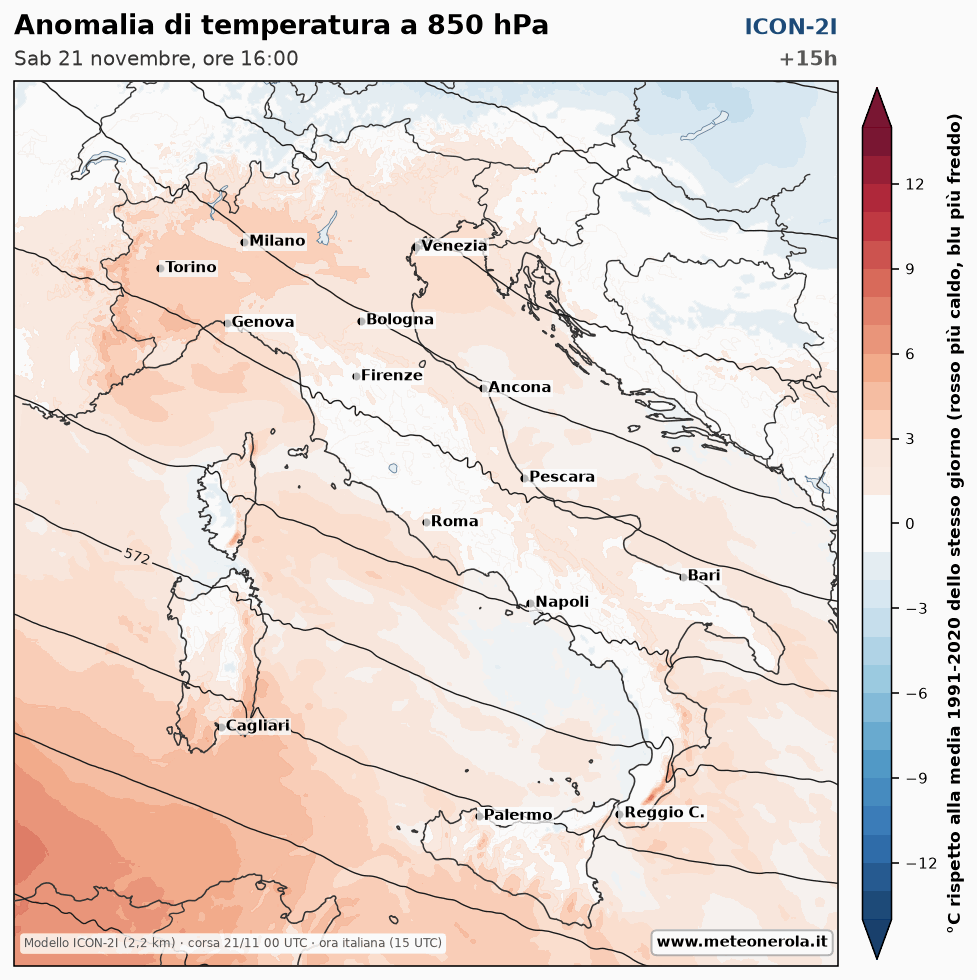 Anomalia di temperatura a 850 hPa
ICON-2I
Sab 21 novembre, ore 16:00
+15h
Milano
Venezia
Torino
Genova
Bologna
Firenze
Ancona
Pescara
Roma
572
Bari
Napoli
Cagliari
Palermo
Reggio C.
Modello ICON-2I (2,2 km) · corsa 21/11 00 UTC · ora italiana (15 UTC)
www.meteonerola.it
12
9
6
3
0
−3
−6
−9
−12
°C rispetto alla media 1991-2020 dello stesso giorno (rosso più caldo, blu più freddo)